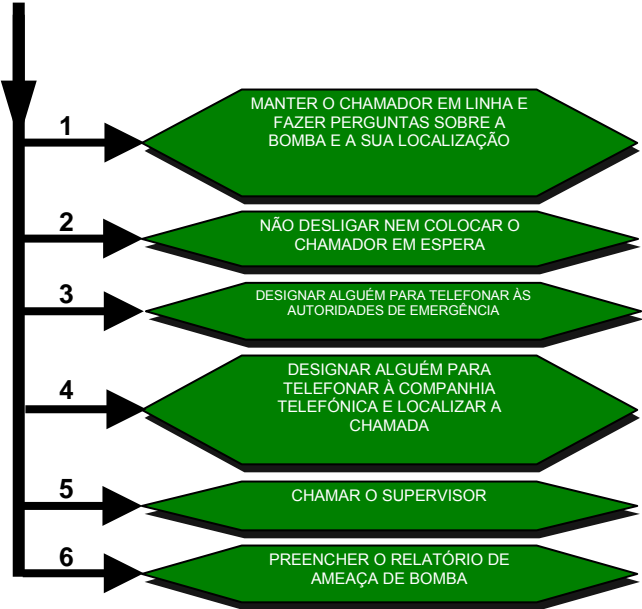 1
MANTER O CHAMADOR EM LINHA E
FAZER PERGUNTAS SOBRE A
BOMBA E A SUA LOCALIZAÇÃO
2
NÃO DESLIGAR NEM COLOCAR O
CHAMADOR EM ESPERA
3
DESIGNAR ALGUÉM PARA TELEFONAR ÀS
AUTORIDADES DE EMERGÊNCIA
4
DESIGNAR ALGUÉM PARA
TELEFONAR À COMPANHIA
TELEFÓNICA E LOCALIZAR A
CHAMADA
5
CHAMAR O SUPERVISOR
6
PREENCHER O RELATÓRIO DE
AMEAÇA DE BOMBA